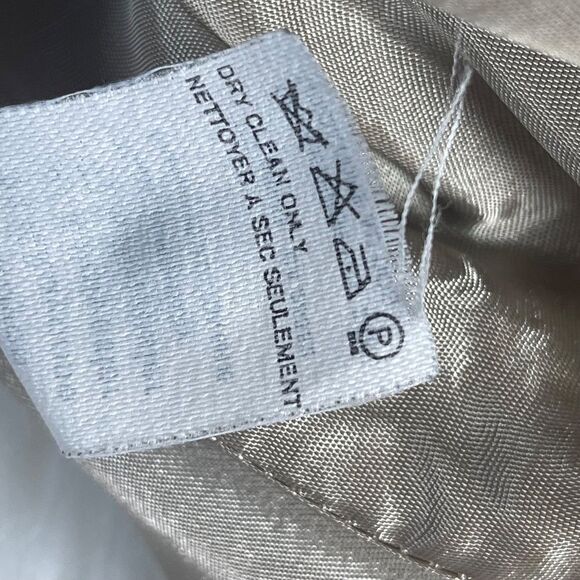 P
DRY CLEAN ONLY
NETTOYER A SEC SEULEMENT